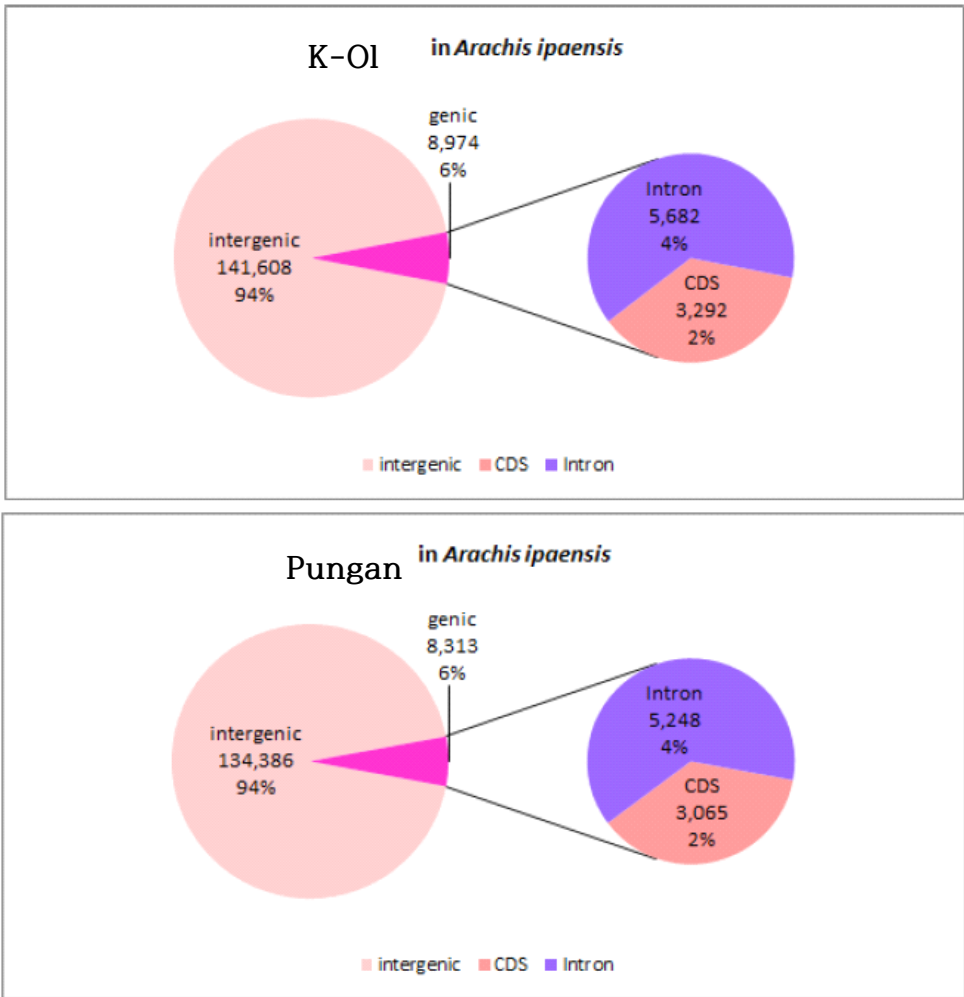 K-Ol in Arachis ipaensis
genic
8,974
6%
intergenic
141,608
94%
Intron
5,682
4%
CDS
3,292
2%
intergenic CDS Intron
Pungan in Arachis ipaensis
genic
8,313
6%
intergenic
134,386
94%
Intron
5,248
4%
CDS
3,065
2%
intergenic CDS Intron